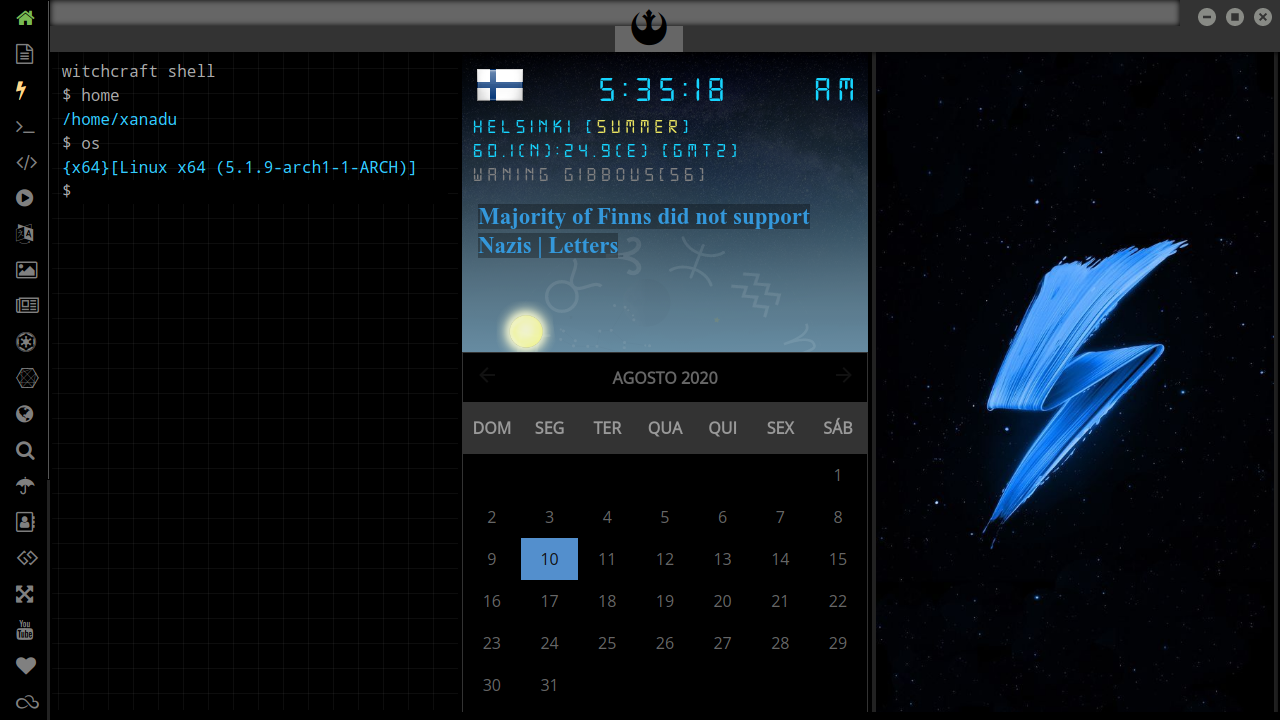 witchcraft shell
$ home
/home/xanadu
$ os
{x64}[Linux x64 (5.1.9-arch1-1-ARCH)]
$
5:35:18 AM
HELSINKI [SUMMER]
60.1(N):24.9(E) [GMT2]
WANING GIBBOUS[56]
Majority of Finns did not support
Nazis | Letters
AGOSTO 2020
DOM SEG TER QUA QUI SEX SÁB
1
2 3 4 5 6 7 8
9 10 11 12 13 14 15
16 17 18 19 20 21 22
23 24 25 26 27 28 29
30 31
You
Tube